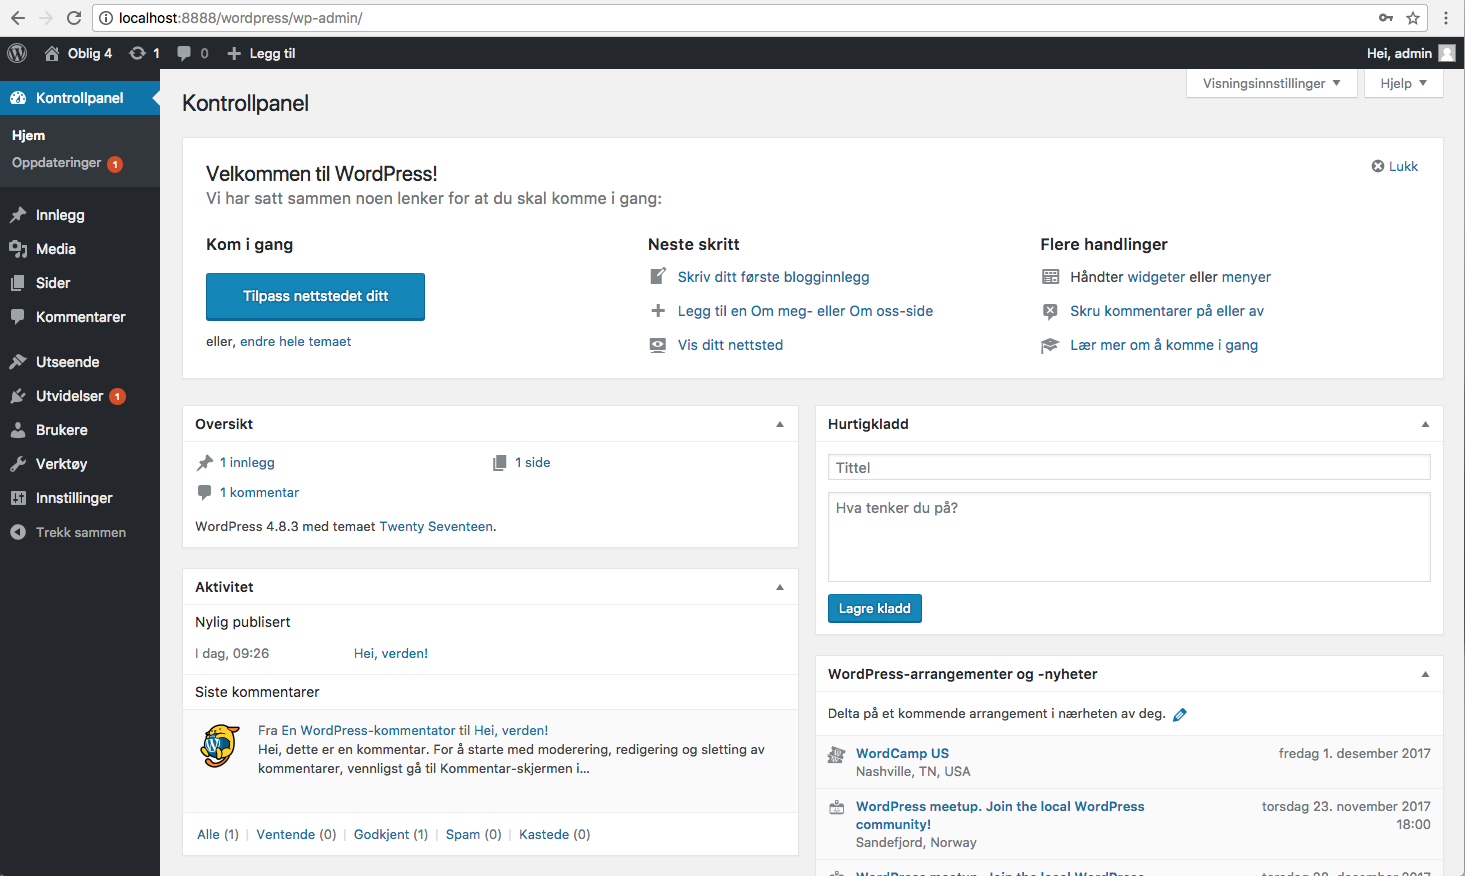 localhost:8888/wordpress/wp-admin/
Oblig 4 1 0 Legg til Hei, admin
Kontrollpanel
Hjem
Oppdateringer 1
Innlegg
Media
Sider
Kommentarer
Utseende
Utvidelser 1
Brukere
Verktøy
Innstillinger
Trekk sammen
Visningsinnstillinger Hjelp
Kontrollpanel
Velkommen til WordPress!
Lukk
Vi har satt sammen noen lenker for at du skal komme i gang:
Kom i gang
Tilpass nettstedet ditt
eller, endre hele temaet
Neste skritt
Skriv ditt første blogginnlegg
Legg til en Om meg- eller Om oss-side
Vis ditt nettsted
Flere handlinger
Håndter widgeter eller menyer
Skru kommentarer på eller av
Lær mer om å komme i gang
Oversikt
1 innlegg 1 side
1 kommentar
WordPress 4.8.3 med temaet Twenty Seventeen.
Aktivitet
Nylig publisert
I dag, 09:26 Hei, verden!
Siste kommentarer
Fra En WordPress-kommentator til Hei, verden!
Hei, dette er en kommentar. For å starte med moderering, redigering og sletting av
kommentarer, vennligst gå til Kommentar-skjermen i...
Alle (1) | Ventende (0) | Godkjent (1) | Spam (0) | Kastede (0)
Hurtigkladd
Tittel
Hva tenker du på?
Lagre kladd
WordPress-arrangementer og -nyheter
Delta på et kommende arrangement i nærheten av deg.
WordCamp US fredag 1. desember 2017
Nashville, TN, USA
WordPress meetup. Join the local WordPress torsdag 23. november 2017
community! 18:00
Sandefjord, Norway
WordPress meetup. Join the local WordPress